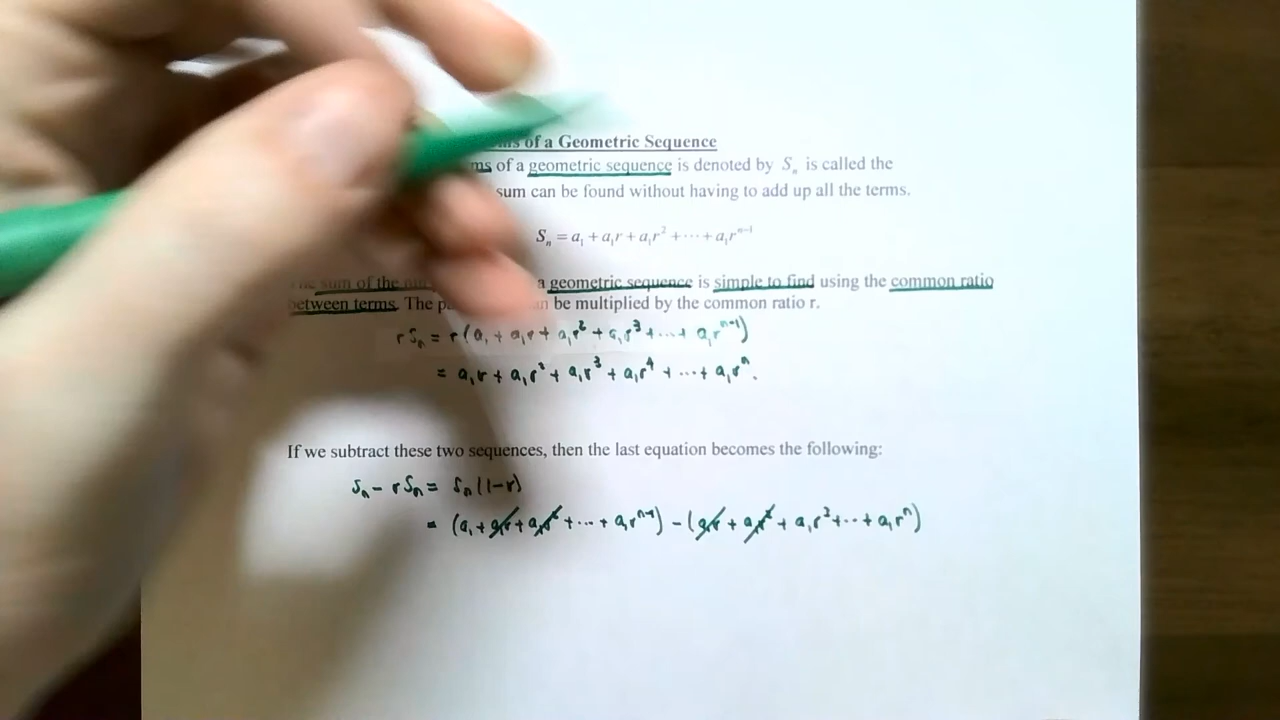 of a Geometric Sequence
of a geometric sequence is denoted by Sₙ is called the
sum can be found without having to add up all the terms.
Sₙ = a₁ + a₁r + a₁r² + ⋯ + a₁rⁿ⁻¹
sum of the a geometric sequence is simple to find using the common ratio
between terms. The be multiplied by the common ratio r.
rSₙ = r(a₁ + a₁r + a₁r² + a₁r³ + ⋯ + a₁rⁿ⁻¹)
= a₁r + a₁r² + a₁r³ + a₁r⁴ + ⋯ + a₁rⁿ.
If we subtract these two sequences, then the last equation becomes the following:
Sₙ - rSₙ = Sₙ(1-r)
= (a₁ + a₁r + a₁r² + ⋯ + a₁rⁿ⁻¹) - (a₁r + a₁r² + a₁r³ + ⋯ + a₁rⁿ)